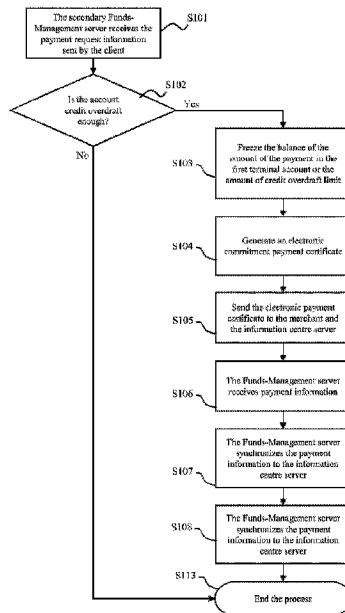 S101
The secondary Funds-
Management server receives the
payment request information
sent by the client
S102
Is the account
credit overdraft
enough?
Yes
No
S103
Freeze the balance of the
amount of the payment in the
first terminal account or the
amount of credit overdraft limit
S104
Generate an electronic
commitment payment certificate
S105
Send the electronic payment
certificate to the merchant and
the information centre server
S106
The Funds-Management server
receives payment information
S107
The Funds-Management server
synchronizes the payment
information to the information
centre server
S108
The Funds-Management server
synchronizes the payment
information to the information
centre server
S113
End the process